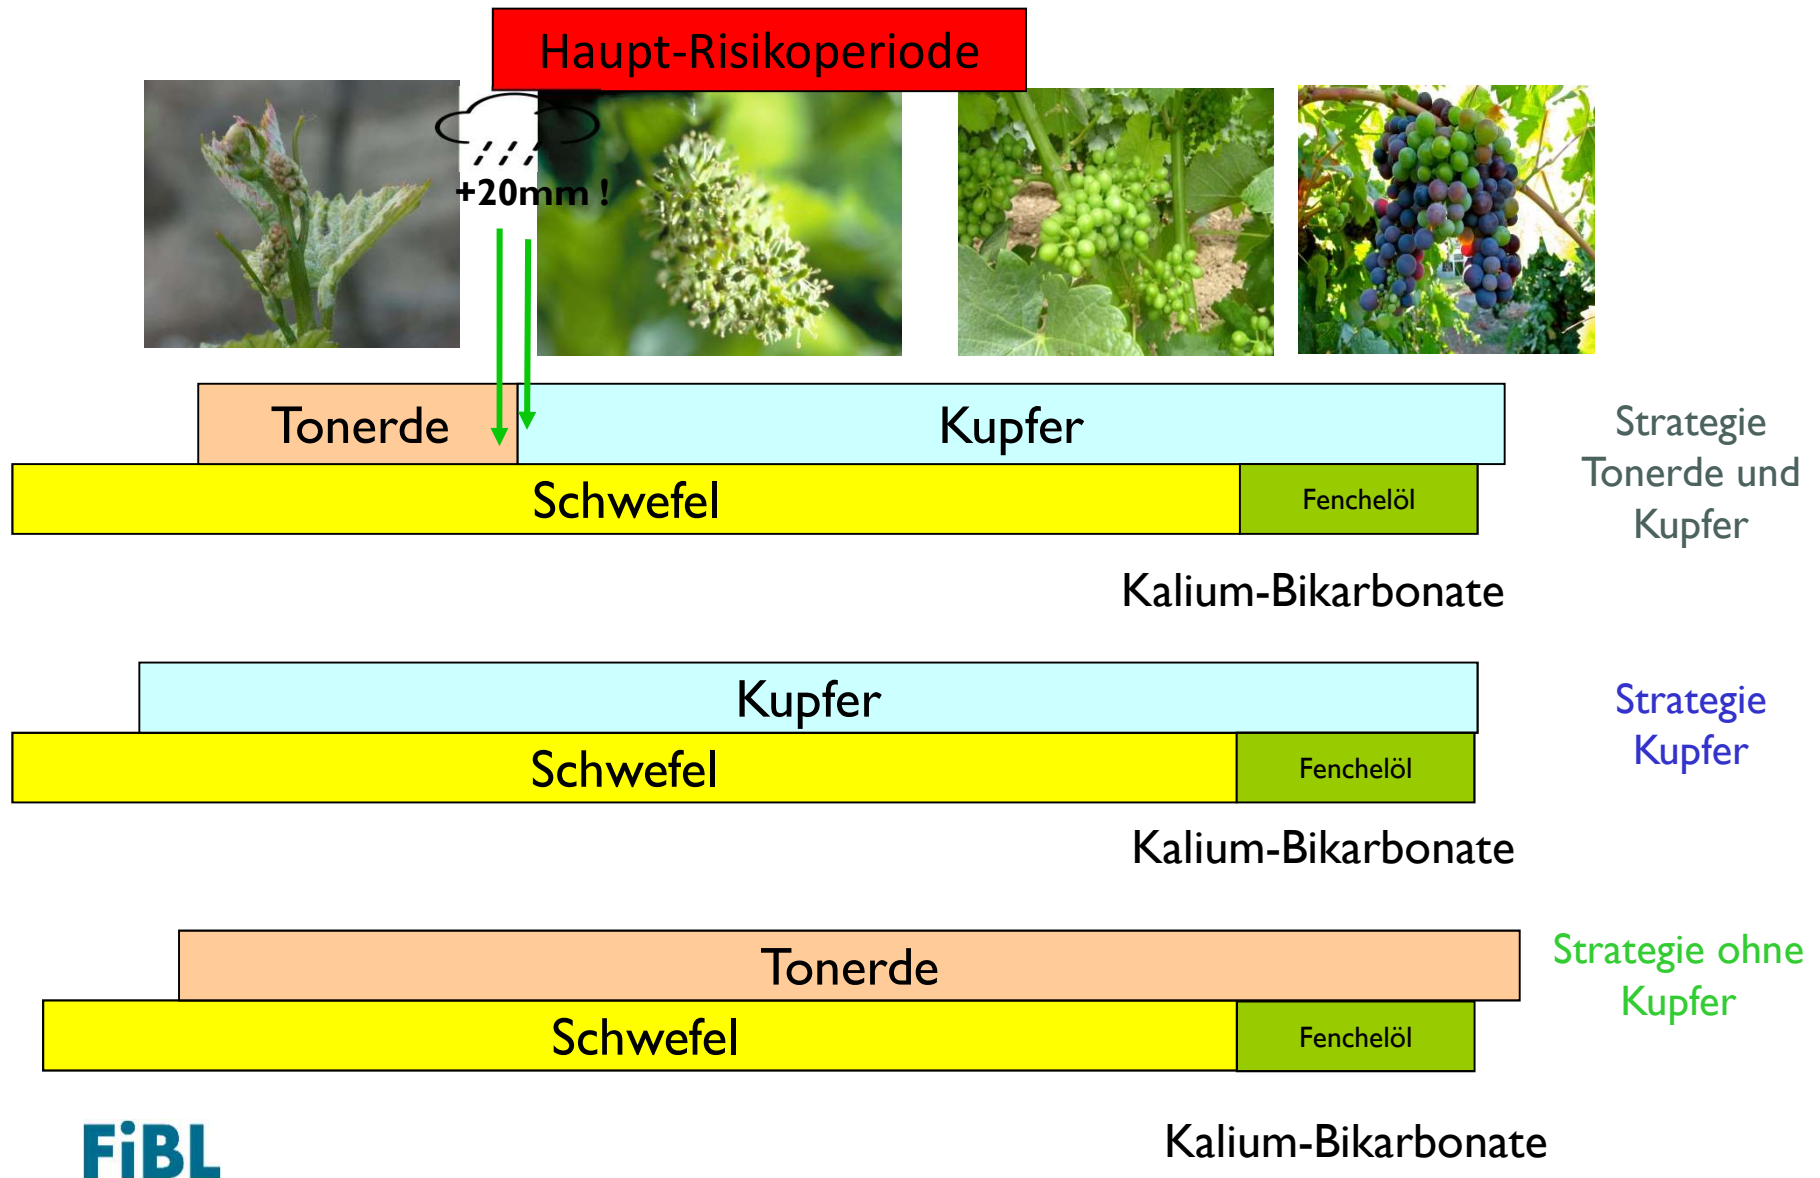 Haupt-Risikoperiode
+20mm !
Tonerde
Kupfer
Schwefel
Fenchelöl
Strategie
Tonerde und
Kupfer
Kalium-Bikarbonate
Kupfer
Schwefel
Fenchelöl
Strategie
Kupfer
Kalium-Bikarbonate
Tonerde
Schwefel
Fenchelöl
Strategie ohne
Kupfer
Kalium-Bikarbonate
FiBL